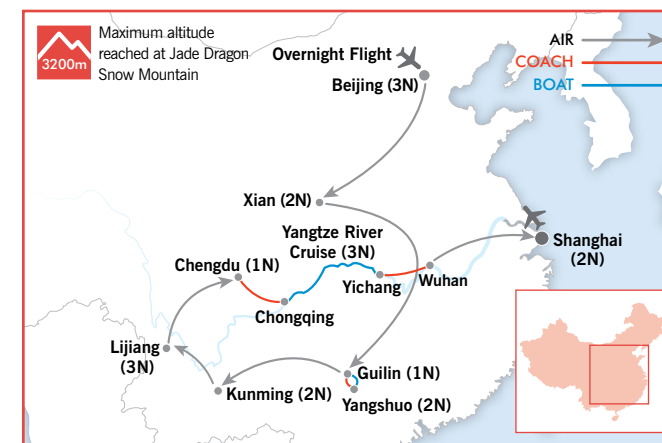 3200m
Maximum altitude
reached at Jade Dragon
Snow Mountain
Overnight Flight
Beijing (3N)
AIR
COACH
BOAT
Xian (2N)
Yangtze River
Cruise (3N)
Shanghai
(2N)
Chengdu (1N)
Yichang
Wuhan
Chongqing
Lijiang
(3N)
Guilin (1N)
Kunming (2N)
Yangshuo (2N)